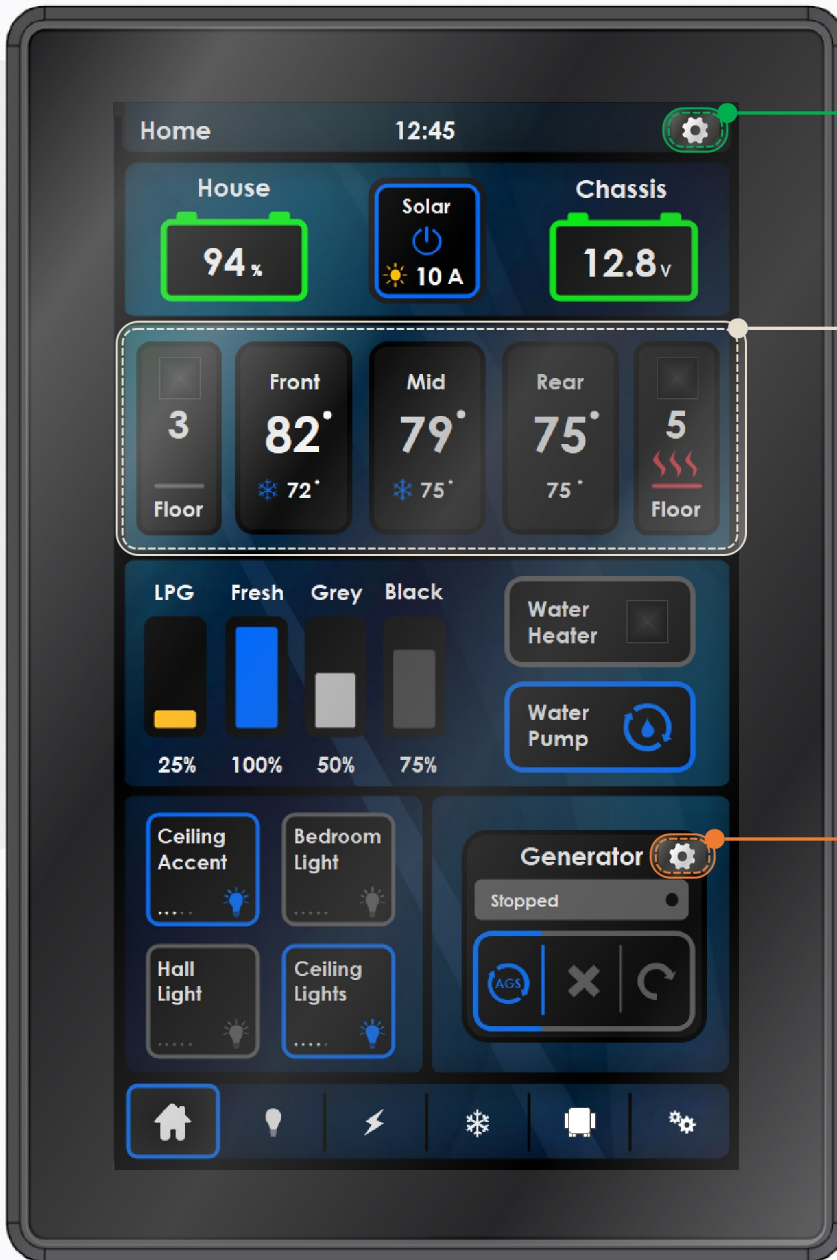 Home
12:45
House
Solar
Chassis
94 %
10 A
12.8 V
3
Front
Mid
Rear
5
82°
79°
75°
72°
75°
75°
Floor
Floor
LPG
Fresh
Grey
Black
Water
Heater
Water
Pump
25%
100%
50%
75%
Ceiling
Accent
Bedroom
Light
Hall
Light
Ceiling
Lights
Generator
Stopped
AGS